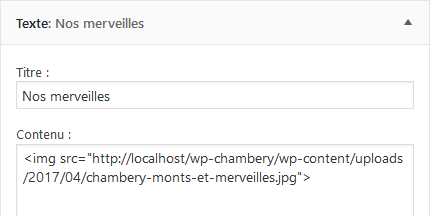 Texte: Nos merveilles
Titre :
Nos merveilles
Contenu :
<img src="http://localhost/wp-chambery/wp-content/uploads
/2017/04/chambery-monts-et-merveilles.jpg">